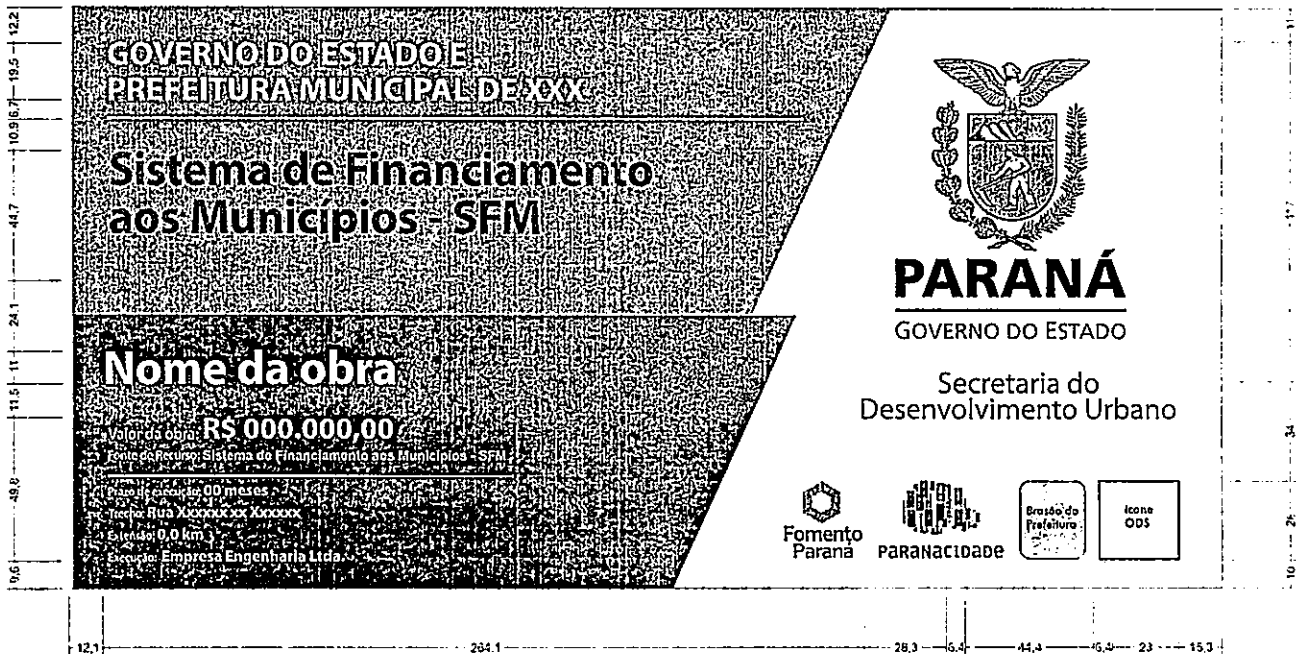 GOVERNO DO ESTADO E
PREFEITURA MUNICIPAL DE XXX
Sistema de Financiamento
aos Municípios - SFM
Nome da obra
Valor da obra: R$ 000.000,00
Fonte de Recurso: Sistema de Financiamento aos Municípios - SFM
Prazo de execução: 00 meses
Trecho: Rua Xxxxxx xx Xxxxxx
Extensão: 0,0 km
Execução: Empresa Engenharia Ltda.
PARANÁ
GOVERNO DO ESTADO
Secretaria do
Desenvolvimento Urbano
Fomento
Paraná
PARANACIDADE
Brasão da
Prefeitura
ícone
ODS
12,2
19,5
6,7
10,9
44,7
24,1
11
11,5
49,8
9,6
34
10
12,1
264,1
28,3
6,4
44,4
6,4
23
15,3